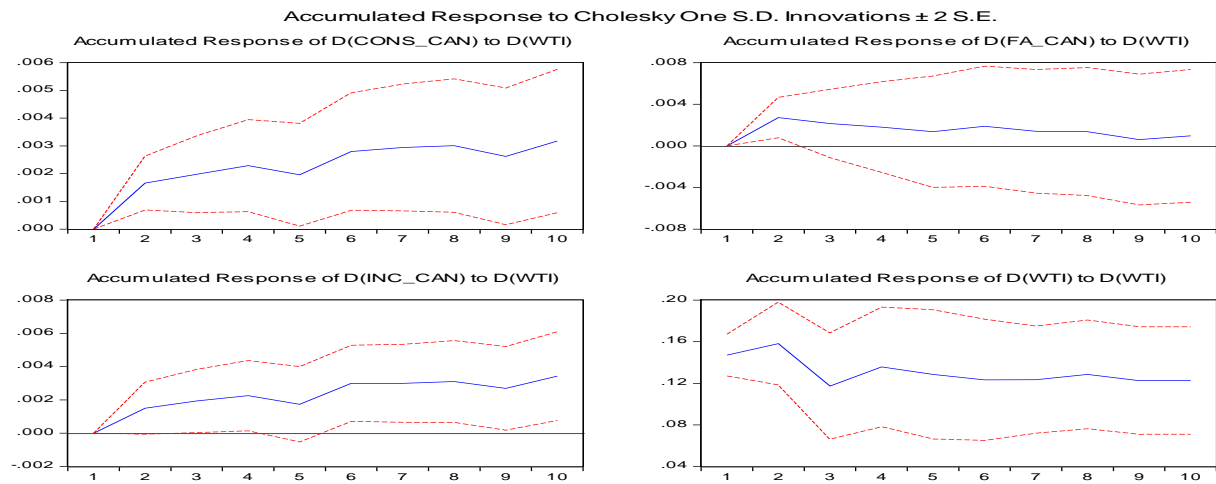 Accumulated Response to Cholesky One S.D. Innovations ± 2 S.E.
Accumulated Response of D(CONS_CAN) to D(WTI)
.006
.005
.004
.003
.002
.001
.000
1 2 3 4 5 6 7 8 9 10
Accumulated Response of D(FA_CAN) to D(WTI)
.008
.004
.000
-.004
-.008
1 2 3 4 5 6 7 8 9 10
Accumulated Response of D(INC_CAN) to D(WTI)
.008
.006
.004
.002
.000
-.002
1 2 3 4 5 6 7 8 9 10
Accumulated Response of D(WTI) to D(WTI)
.20
.16
.12
.08
.04
1 2 3 4 5 6 7 8 9 10